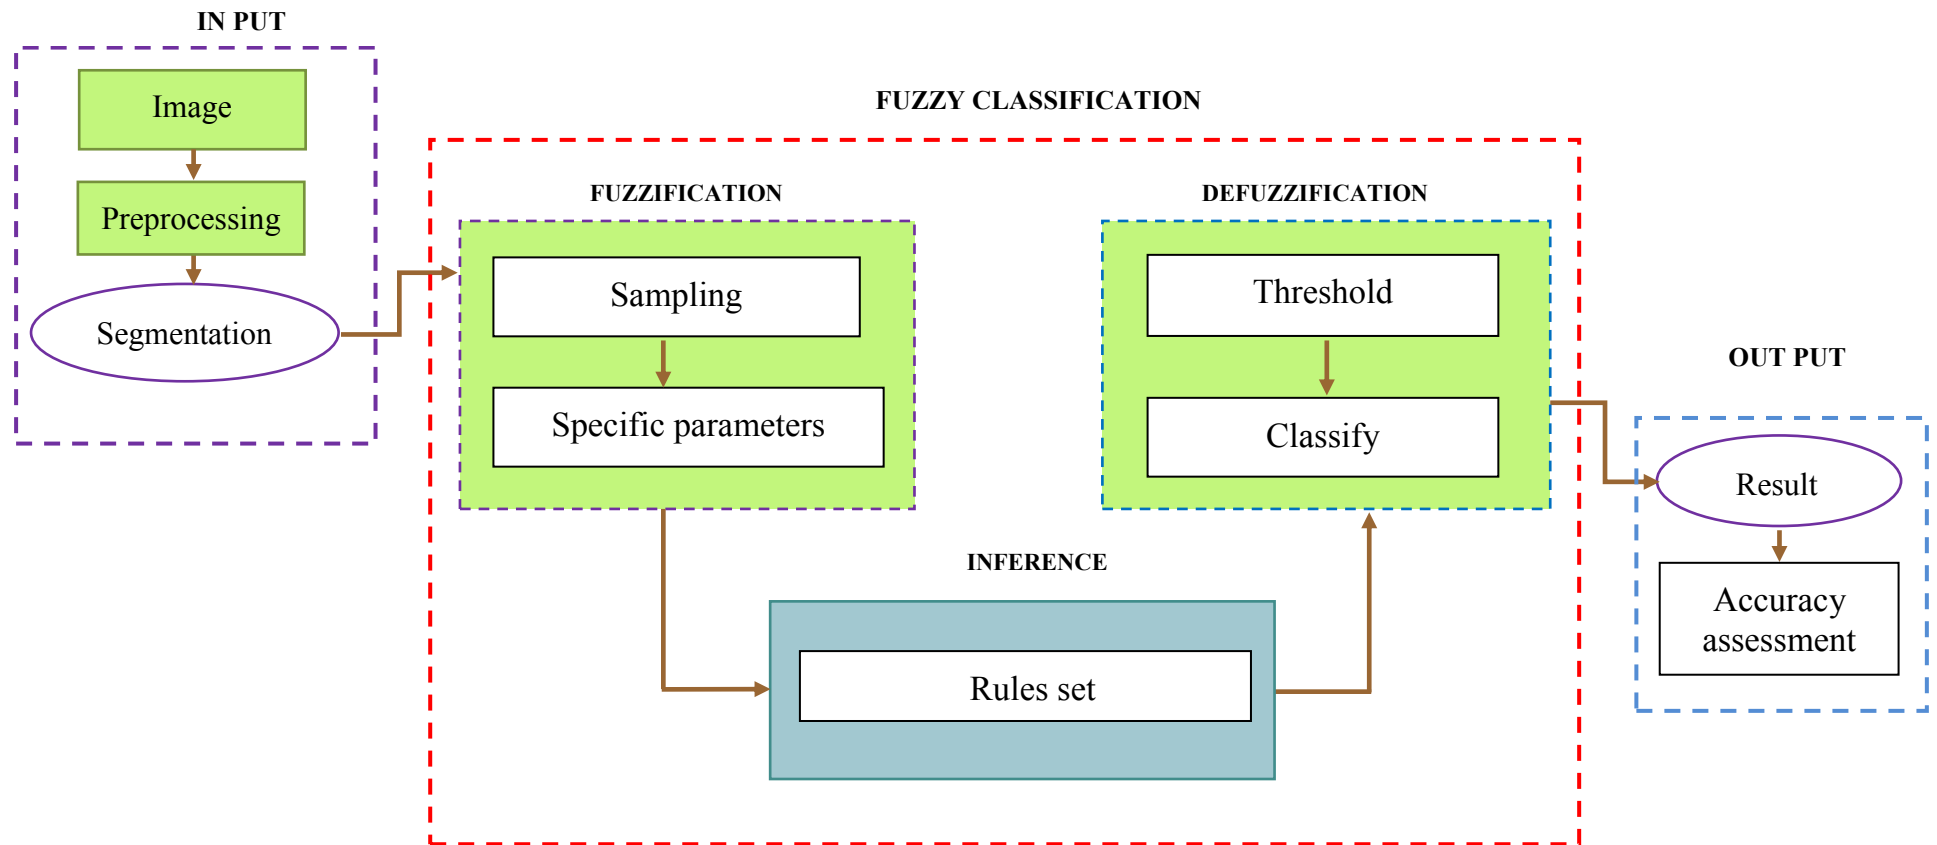 IN PUT
Image
Preprocessing
Segmentation
FUZZY CLASSIFICATION
FUZZIFICATION
Sampling
Specific parameters
INFERENCE
Rules set
DEFUZZIFICATION
Threshold
Classify
OUT PUT
Result
Accuracy
assessment